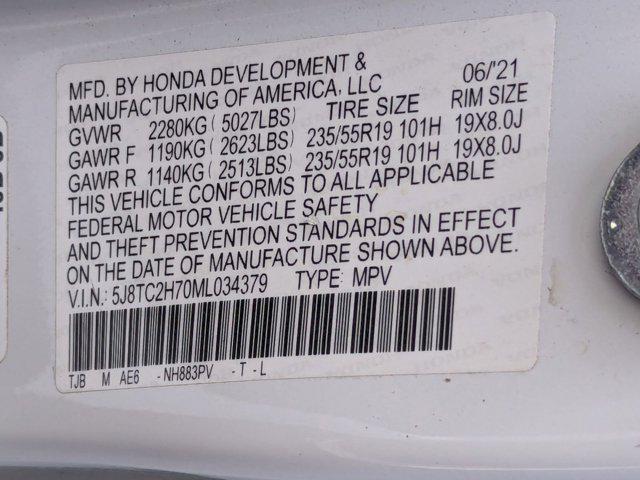 MFD. BY HONDA DEVELOPMENT & 06/'21
MANUFACTURING OF AMERICA, LLC
GVWR 2280KG ( 5027LBS) TIRE SIZE RIM SIZE
GAWR F 1190KG ( 2623LBS) 235/55R19 101H 19X8.0J
GAWR R 1140KG ( 2513LBS) 235/55R19 101H 19X8.0J
THIS VEHICLE CONFORMS TO ALL APPLICABLE
FEDERAL MOTOR VEHICLE SAFETY
AND THEFT PREVENTION STANDARDS IN EFFECT
ON THE DATE OF MANUFACTURE SHOWN ABOVE.
V.I.N.: 5J8TC2H70ML034379 TYPE: MPV
TJB M AE6 -NH883PV -T-L